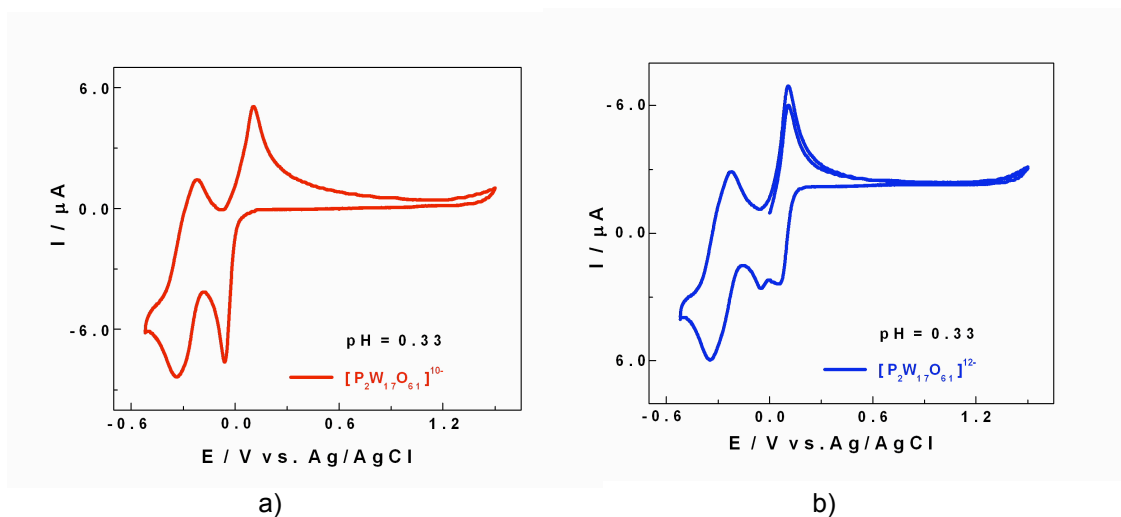 6.0
0.0
-6.0
I / µA
pH = 0.33
[P2W17O61]10-
-0.6 0.0 0.6 1.2
E / V vs. Ag/AgCl
a)
-6.0
0.0
6.0
I / µA
pH = 0.33
[P2W17O61]12-
-0.6 0.0 0.6 1.2
E / V vs. Ag/AgCl
b)